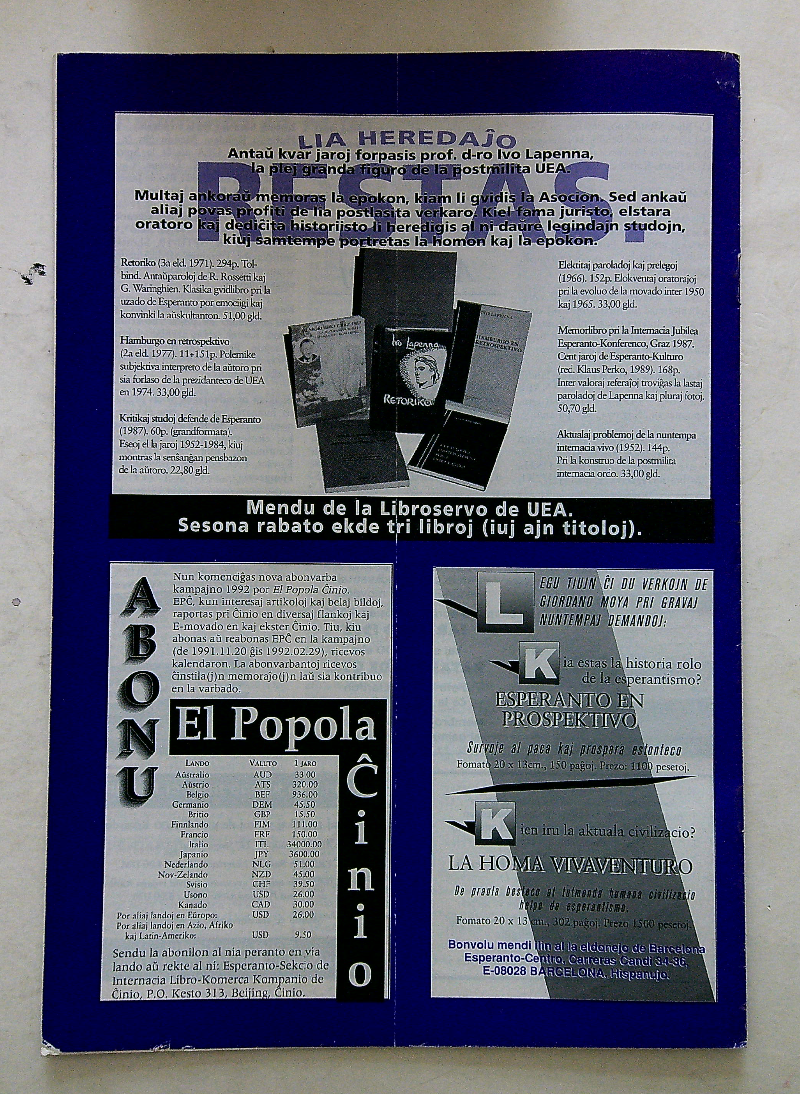 LIA HEREDAĴO
RESTAS.
Antaŭ kvar jaroj forpasis prof. d-ro Ivo Lapenna,
la plej granda figuro de la postmilita UEA.
Multaj ankoraŭ memoras la epokon, kiam li gvidis la Asocion. Sed ankaŭ
aliaj povas profiti de lia postlasita verkaro. Kiel fama juristo, elstara
oratoro kaj dediĉita historiisto li heredigis al ni daŭre legindajn studojn,
kiuj samtempe portretas la homon kaj la epokon.
Retoriko (3a eld. 1971). 294p. Tol-
bind. Antaŭparoloj de R. Rossetti kaj
G. Waringhien. Klasika gvidlibro pri la
uzado de Esperanto por emociigi kaj
konvinki la aŭskultanton. 51,00 gld.
Hamburgo en retrospektivo
(2a eld. 1977). 11+151p. Polemike
subjektiva interpreto de la aŭtoro pri
sia forlaso de la prezidanteco de UEA
en 1974. 33,00 gld.
Kritikaj studoj defende de Esperanto
(1987). 60p. (grandformata).
Eseoj el la jaroj 1952-1984, kiuj
montras la senŝanĝan pensbazon
de la aŭtoro. 22,80 gld.
Ivo Lapenna
RETORIKO
HAMBURGO EN
RETROSPEKTIVO
Elektitaj paroladoj kaj prelegoj
(1966). 152p. Elokventaj oratoraĵoj
pri la evoluo de la movado inter 1950
kaj 1965. 33,00 gld.
Memorlibro pri la Internacia Jubilea
Esperanto-Konferenco, Graz 1987.
Cent jaroj de Esperanto-Kulturo
(red. Klaus Perko, 1989). 168p.
Inter valoraj referaĵoj troviĝas la lastaj
paroladoj de Lapenna kaj pluraj fotoj.
50,70 gld.
Aktualaj problemoj de la nuntempa
internacia vivo (1952). 144p.
Pri la konstruo de la postmilita
internacia ordo. 33,00 gld.
Mendu de la Libroservo de UEA.
Sesona rabato ekde tri libroj (iuj ajn titoloj).
ABONU
Nun komenciĝas nova abonvarba
kampajno 1992 por El Popola Ĉinio.
EPĈ, kun interesaj artikoloj kaj belaj bildoj,
raportas pri Ĉinio en diversaj flankoj kaj
E-movado en kaj ekster Ĉinio. Tiu, kiu
abonas aŭ reabonas EPĈ en la kampajno
(de 1991.11.20 ĝis 1992.02.29), ricevos
kalendaron. La abonvarbantoj ricevos
ĉinstila(j)n memoraĵo(j)n laŭ sia kontribuo
en la varbado.
El Popola
Ĉinio
LANDO VALUTO 1 JARO
Aŭstralio AUD 33.00
Aŭstrio ATS 320.00
Belgio BEF 936.00
Germanio DEM 45.50
Britio GBP 15.50
Finnlando FIM 111.00
Francio FRF 150.00
Italio ITL 34000.00
Japanio JPY 3600.00
Nederlando NLG 51.00
Nov-Zelando NZD 45.00
Svisio CHF 39.50
Usono USD 26.00
Kanado CAD 30.00
Por aliaj landoj en Eŭropo: USD 26.00
Por aliaj landoj en Azio, Afriko
kaj Latin-Ameriko: USD 9.50
Sendu la abonilon al nia peranto en via
lando aŭ rekte al ni: Esperanto-Sekcio de
Internacia Libro-Komerca Kompanio de
Ĉinio, P.O. Kesto 313, Beijing, Ĉinio.
LEGU TIUJN ĈI DU VERKOJN DE
GIORDANO MOYA PRI GRAVAJ
NUNTEMPAJ DEMANDOJ:
Kia estas la historia rolo
de la esperantismo?
ESPERANTO EN
PROSPEKTIVO
Survoje al paca kaj prospera estonteco
Fomato 20 x 13cm., 150 paĝoj. Prezo: 1100 pesetoj.
Kien iru la aktuala civilizacio?
LA HOMA VIVAVENTURO
De praula besteco al tutmonda humana civilizacio
helpe de esperantismo.
Fomato 20 x 13 cm., 302 paĝoj. Prezo 1500 pesetoj.
Bonvolu mendi ilin al la eldonejo de Barcelona
Esperanto-Centro, Carreras Candi 34-36,
E-08028 BARCELONA, Hispanujo.